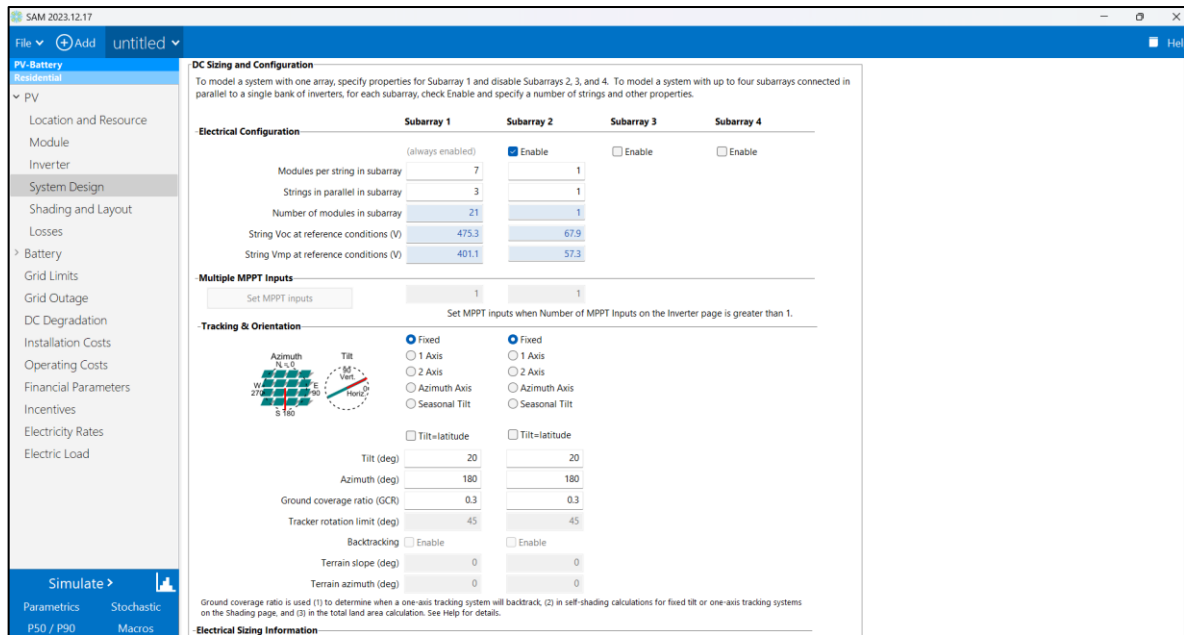 SAM 2023.12.17
File Add untitled Hel
PV-Battery
Residential
PV
Location and Resource
Module
Inverter
System Design
Shading and Layout
Losses
Battery
Grid Limits
Grid Outage
DC Degradation
Installation Costs
Operating Costs
Financial Parameters
Incentives
Electricity Rates
Electric Load
Simulate >
Parametrics Stochastic
P50 / P90 Macros
DC Sizing and Configuration
To model a system with one array, specify properties for Subarray 1 and disable Subarrays 2, 3, and 4. To model a system with up to four subarrays connected in
parallel to a single bank of inverters, for each subarray, check Enable and specify a number of strings and other properties.
Subarray 1 Subarray 2 Subarray 3 Subarray 4
Electrical Configuration
(always enabled) Enable Enable Enable
Modules per string in subarray 7 1
Strings in parallel in subarray 3 1
Number of modules in subarray 21 1
String Voc at reference conditions (V) 475.3 67.9
String Vmp at reference conditions (V) 401.1 57.3
Multiple MPPT Inputs
Set MPPT inputs 1 1
Set MPPT inputs when Number of MPPT Inputs on the Inverter page is greater than 1.
Tracking & Orientation
Azimuth Tilt
N = 0 90
Vert.
W E
270 90 Horiz. 0
S 180
Fixed Fixed
1 Axis 1 Axis
2 Axis 2 Axis
Azimuth Axis Azimuth Axis
Seasonal Tilt Seasonal Tilt
Tilt=latitude Tilt=latitude
Tilt (deg) 20 20
Azimuth (deg) 180 180
Ground coverage ratio (GCR) 0.3 0.3
Tracker rotation limit (deg) 45 45
Backtracking Enable Enable
Terrain slope (deg) 0 0
Terrain azimuth (deg) 0 0
Ground coverage ratio is used (1) to determine when a one-axis tracking system will backtrack, (2) in self-shading calculations for fixed tilt or one-axis tracking systems
on the Shading page, and (3) in the total land area calculation. See Help for details.
Electrical Sizing Information